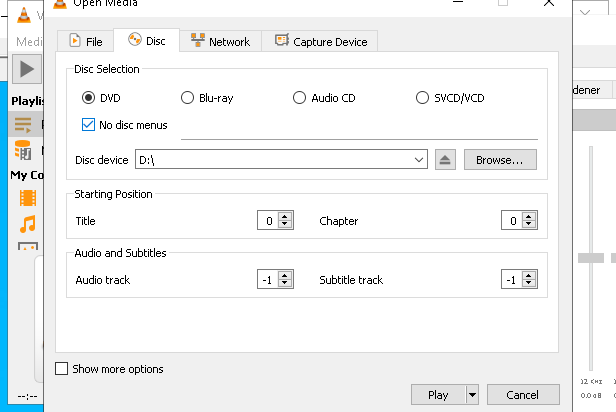 Open Media
Medi
File
Disc
Network
Capture Device
Disc Selection
DVD
Blu-ray
Audio CD
SVCD/VCD
No disc menus
Disc device
D:\
Browse...
Starting Position
Title
0
Chapter
0
Audio and Subtitles
Audio track
-1
Subtitle track
-1
Show more options
Play
Cancel
Playlis
My Co
--:--
dener
12 KHz
0.0 dB